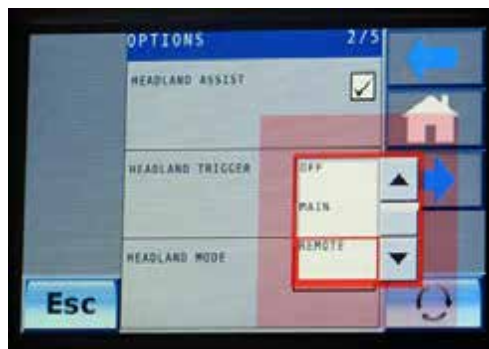 OPTIONS 2/5
HEADLAND ASSIST
HEADLAND TRIGGER
OFF
MAIN
REMOTE
HEADLAND MODE
Esc